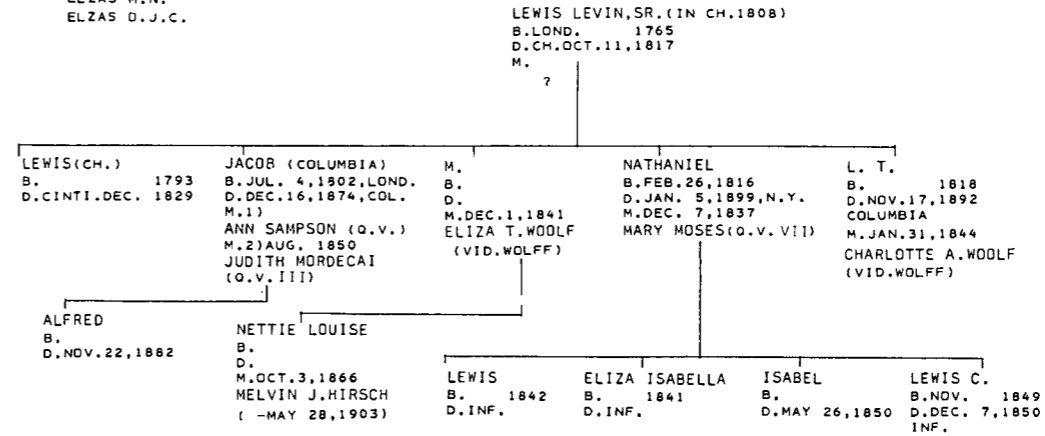 ELZAS M.N.
ELZAS D.J.C.
LEWIS LEVIN,SR.(IN CH.1808)
B.LOND. 1765
D.CH.OCT.11,1817
M.
?
LEWIS(CH.)
B. 1793
D.CINTI.DEC. 1829
JACOB (COLUMBIA)
B.JUL. 4,1802,LOND.
D.DEC.16,1874,COL.
M.1)
ANN SAMPSON (Q.V.)
M.2)AUG. 1850
JUDITH MORDECAI
(Q.V.III)
M.
B.
D.
M.DEC.1,1841
ELIZA T.WOOLF
(VID.WOLFF)
NATHANIEL
B.FEB.26,1816
D.JAN. 5,1899,N.Y.
M.DEC. 7,1837
MARY MOSES(Q.V. VII)
L. T.
B. 1818
D.NOV.17,1892
COLUMBIA
M.JAN.31,1844
CHARLOTTE A.WOOLF
(VID.WOLFF)
ALFRED
B.
D.NOV.22,1882
NETTIE LOUISE
B.
D.
M.OCT.3,1866
MELVIN J.HIRSCH
( -MAY 28,1903)
LEWIS
B. 1842
D.INF.
ELIZA ISABELLA
B. 1841
D.INF.
ISABEL
B.
D.MAY 26,1850
LEWIS C.
B.NOV. 1849
D.DEC. 7,1850
INF.